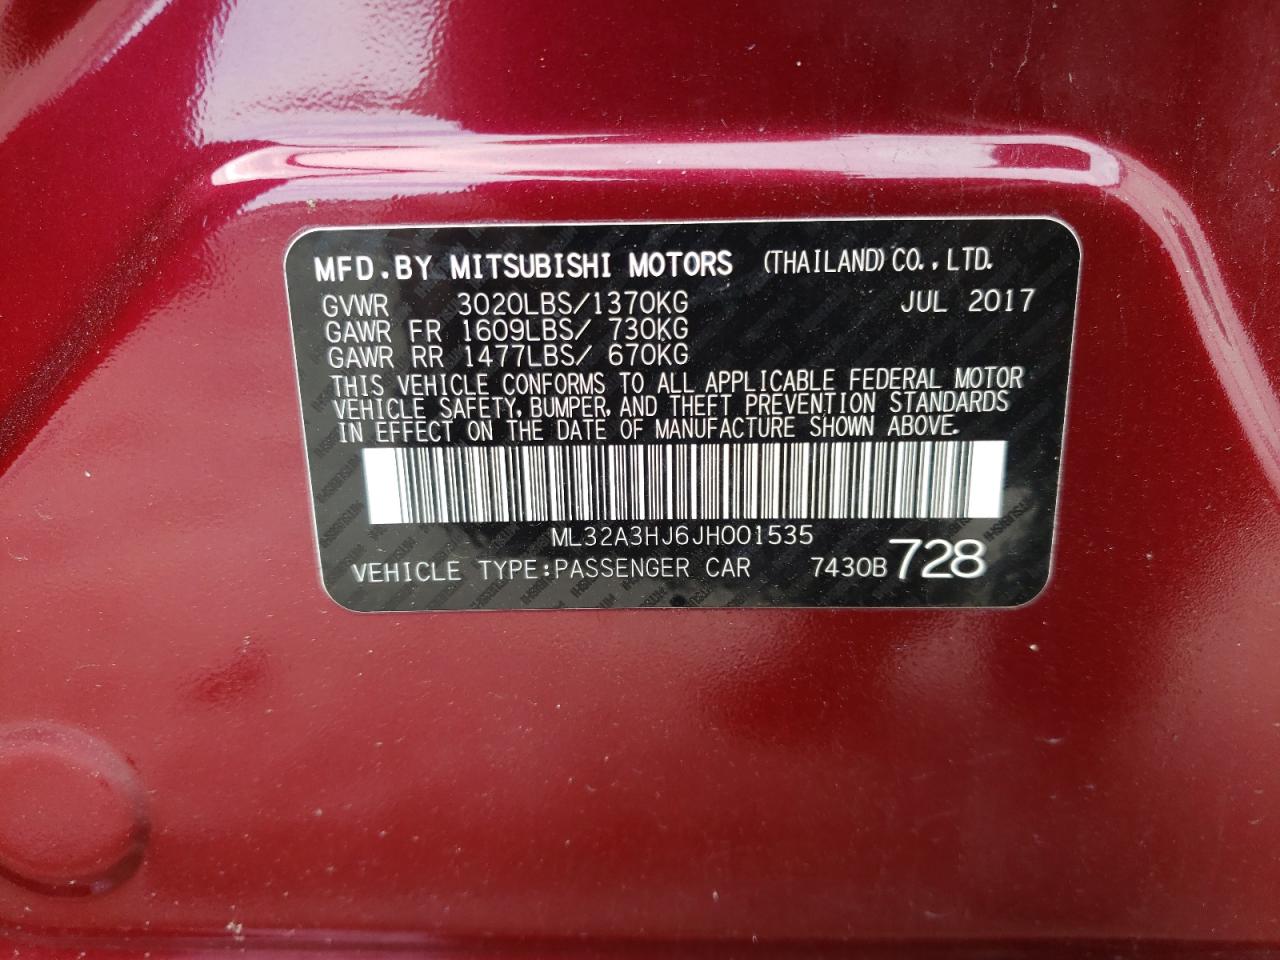 MFD.BY MITSUBISHI MOTORS (THAILAND) CO., LTD.
GVWR 3020LBS/1370KG JUL 2017
GAWR FR 1609LBS/ 730KG
GAWR RR 1477LBS/ 670KG
THIS VEHICLE CONFORMS TO ALL APPLICABLE FEDERAL MOTOR
VEHICLE SAFETY, BUMPER, AND THEFT PREVENTION STANDARDS
IN EFFECT ON THE DATE OF MANUFACTURE SHOWN ABOVE.
ML32A3HJ6JH001535
VEHICLE TYPE:PASSENGER CAR 7430B 728